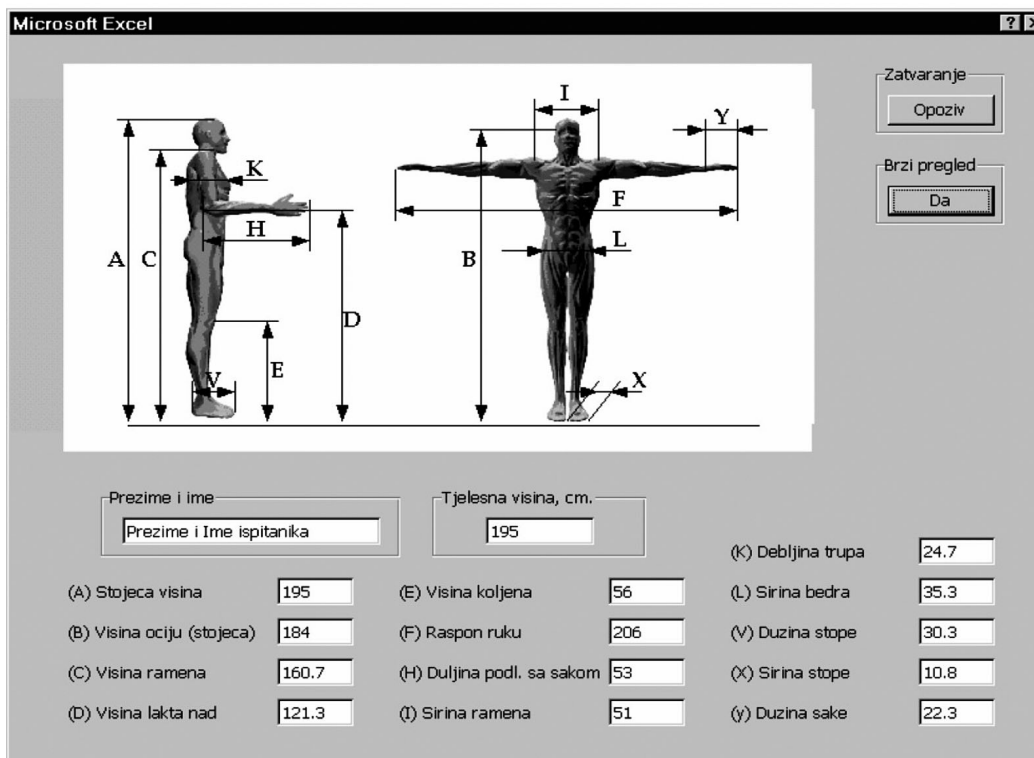 Microsoft Excel
Zatvaranje
Opoziv
Brzi pregled
Da
I
Y
K
F
H
L
A
C
B
D
E
V
X
Prezime i ime
Prezime i Ime ispitanika
Tjelesna visina, cm.
195
(A) Stojeca visina 195
(B) Visina ociju (stojeca) 184
(C) Visina ramena 160.7
(D) Visina lakta nad 121.3
(E) Visina koljena 56
(F) Raspon ruku 206
(H) Duljina podl. sa sakom 53
(I) Sirina ramena 51
(K) Debljina trupa 24.7
(L) Sirina bedra 35.3
(V) Duzina stope 30.3
(X) Sirina stope 10.8
(y) Duzina sake 22.3